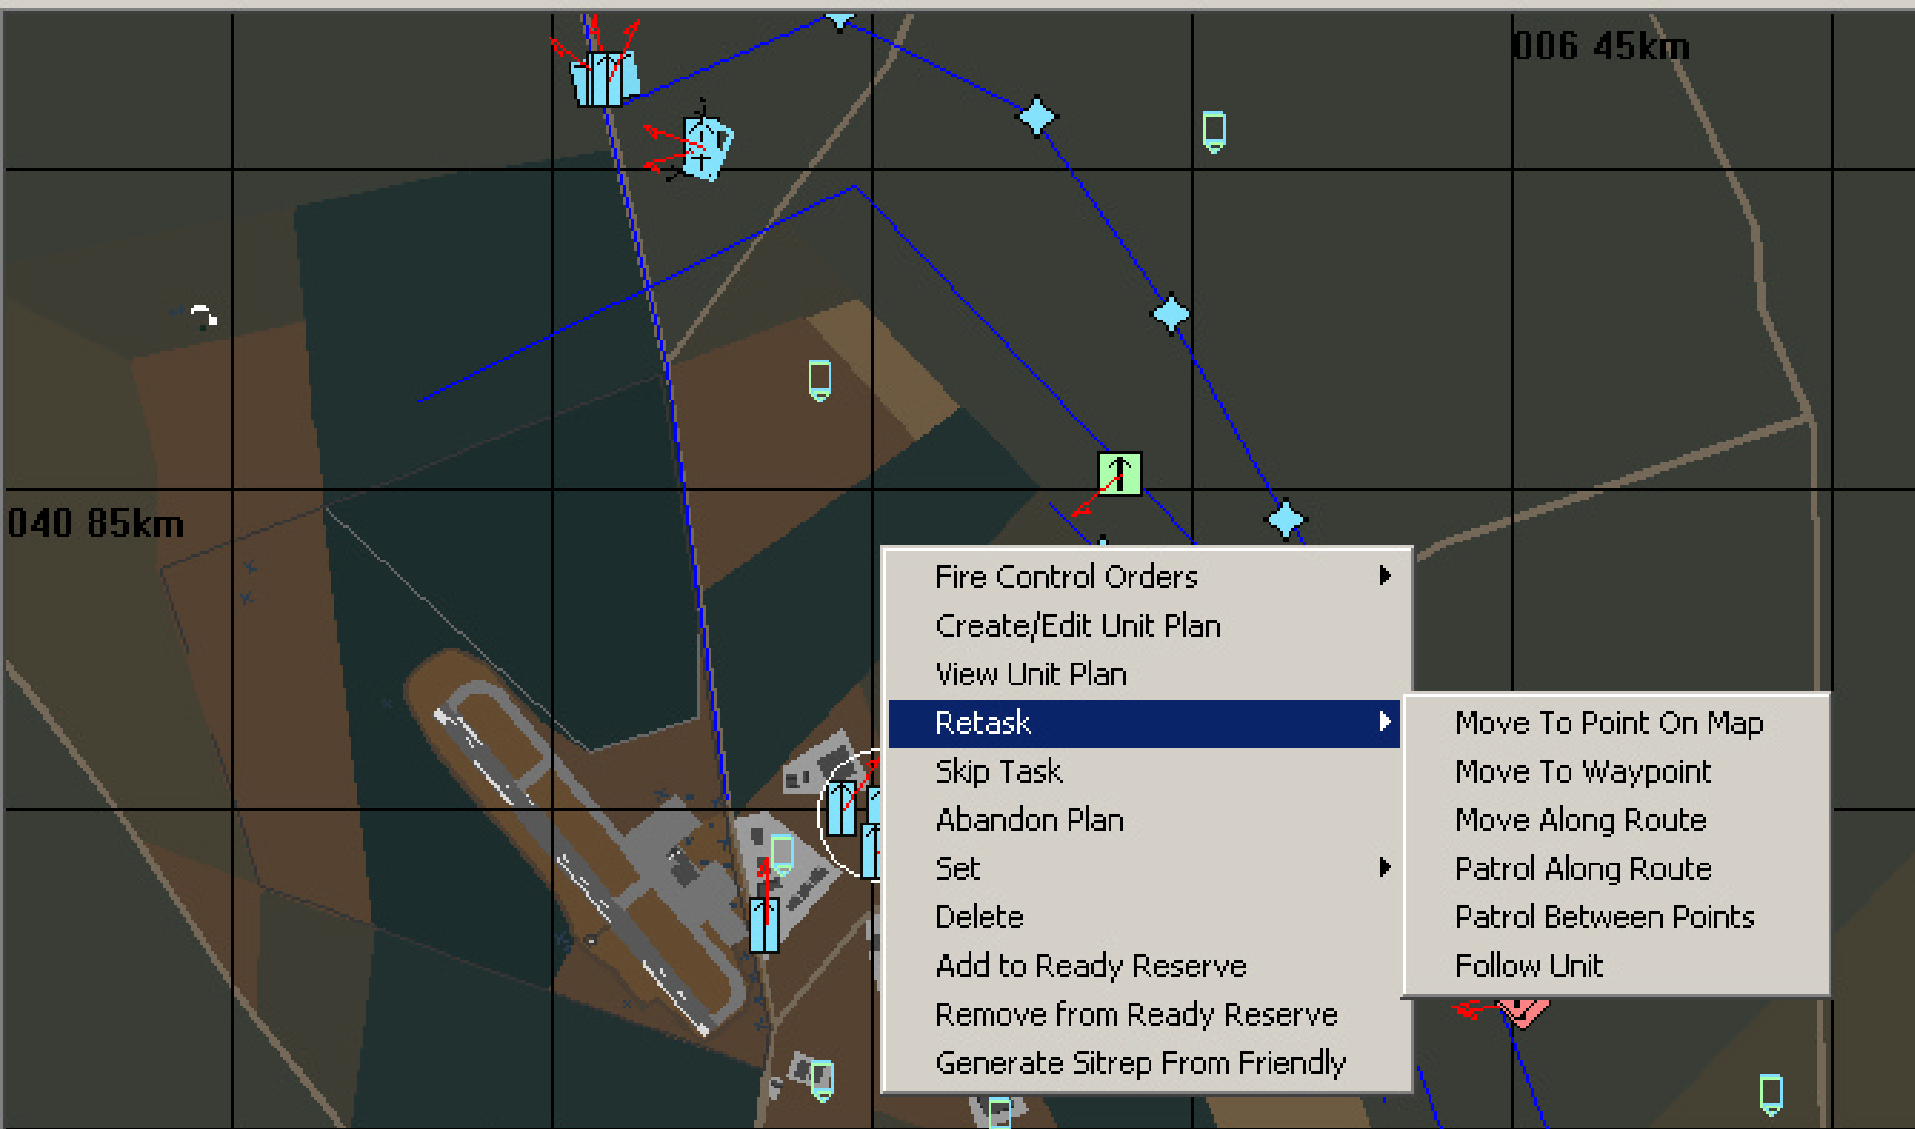 006 45km
040 85km
Fire Control Orders
Create/Edit Unit Plan
View Unit Plan
Retask
Skip Task
Abandon Plan
Set
Delete
Add to Ready Reserve
Remove from Ready Reserve
Generate Sitrep From Friendly
Move To Point On Map
Move To Waypoint
Move Along Route
Patrol Along Route
Patrol Between Points
Follow Unit